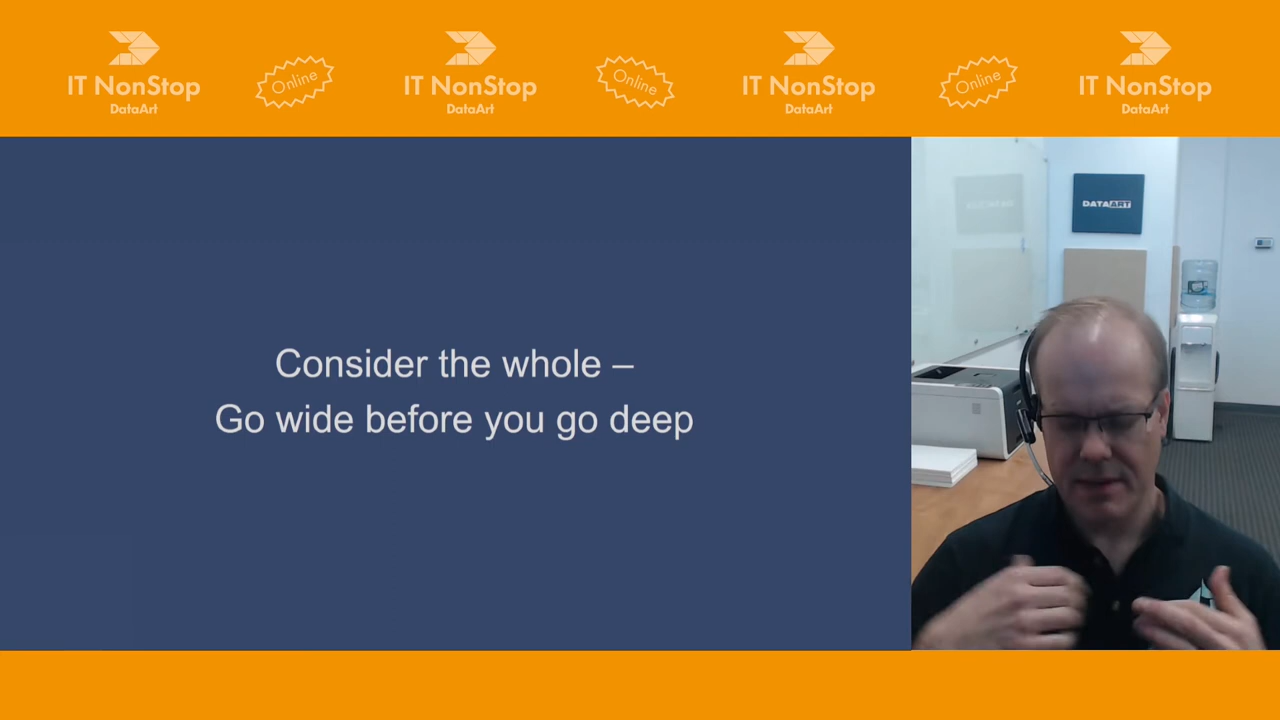 IT NonStop
DataArt
Online
IT NonStop
DataArt
Online
IT NonStop
DataArt
Online
IT NonStop
DataArt
DATAART
Consider the whole –
Go wide before you go deep